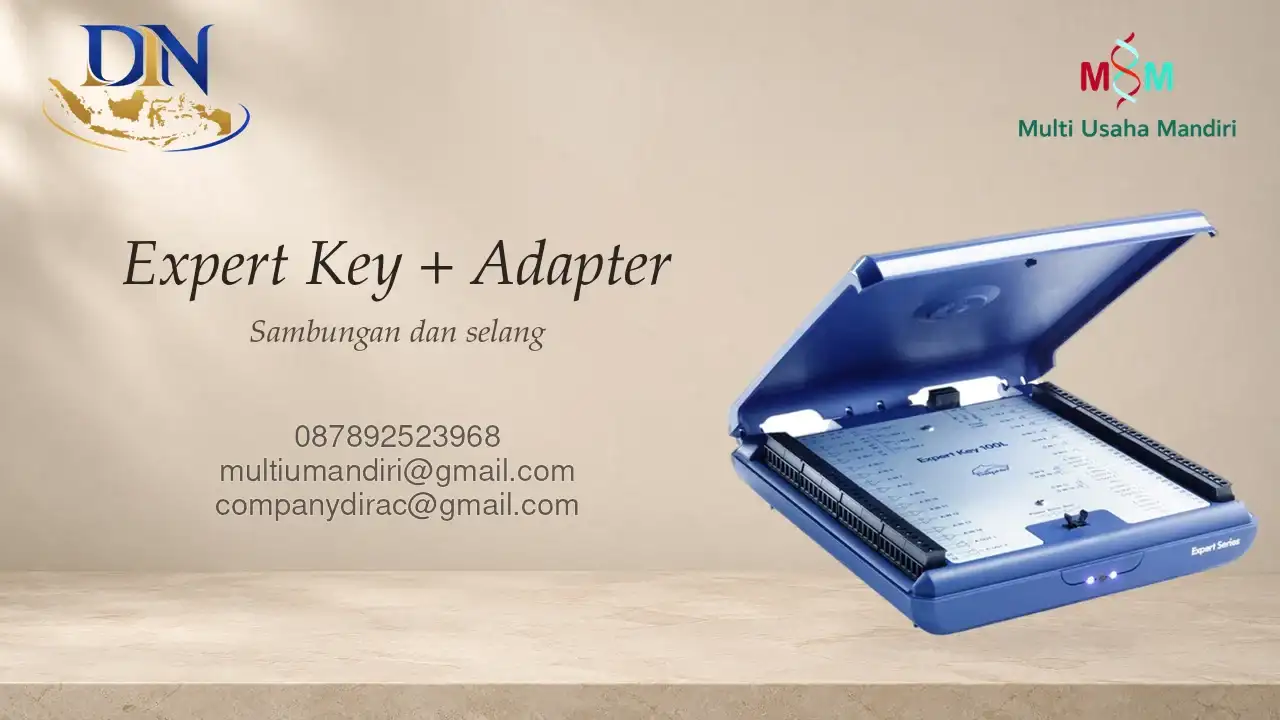 DN
M M
Multi Usaha Mandiri
Expert Key + Adapter
Sambungan dan selang
087892523968
multiumandiri@gmail.com
companydirac@gmail.com
Expert Key 100L
Expert Series